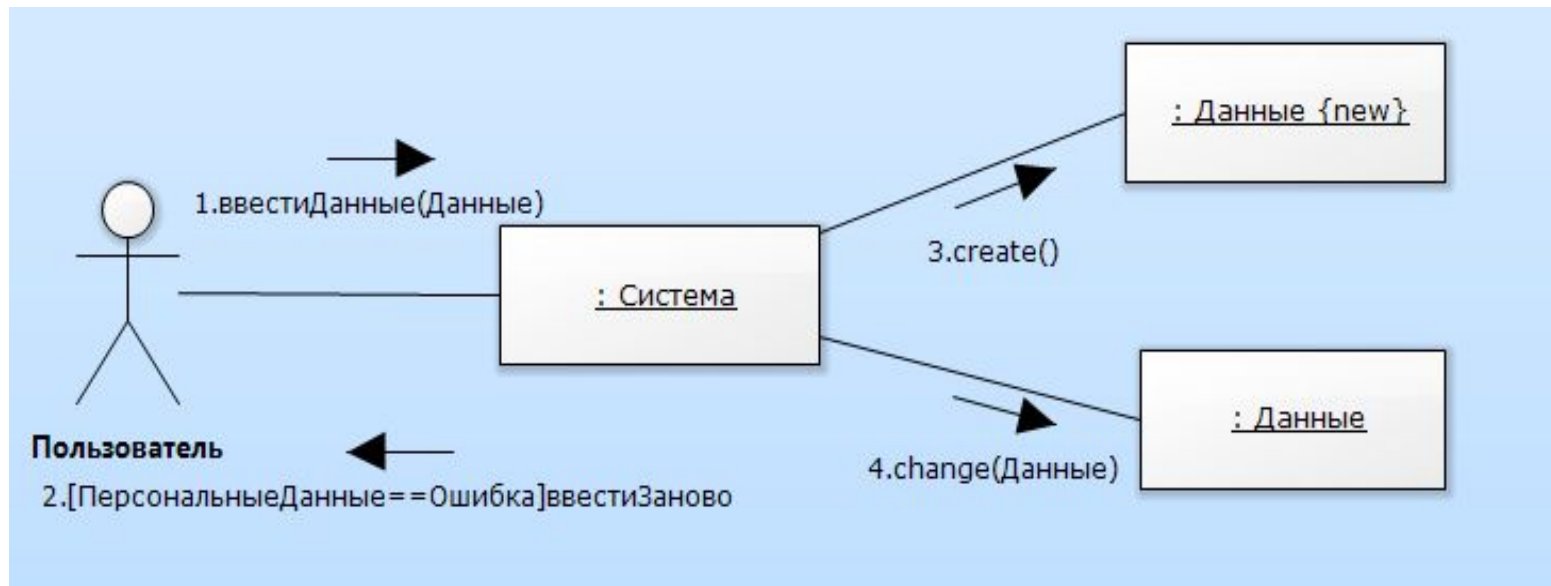 : Данные {new}
1.ввестиДанные(Данные)
3.create()
: Система
: Данные
Пользователь
4.change(Данные)
2.[ПерсональныеДанные==Ошибка]ввестиЗаново